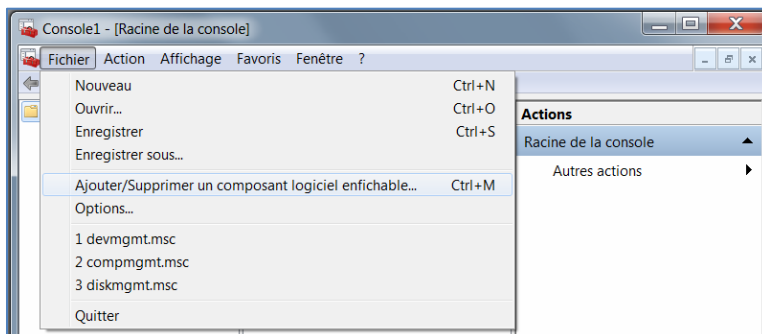 Console1 - [Racine de la console]
Fichier Action Affichage Favoris Fenêtre ?
Nouveau Ctrl+N
Ouvrir... Ctrl+O
Enregistrer Ctrl+S
Enregistrer sous...
Ajouter/Supprimer un composant logiciel enfichable... Ctrl+M
Options...
1 devmgmt.msc
2 compmgmt.msc
3 diskmgmt.msc
Quitter
Actions
Racine de la console
Autres actions